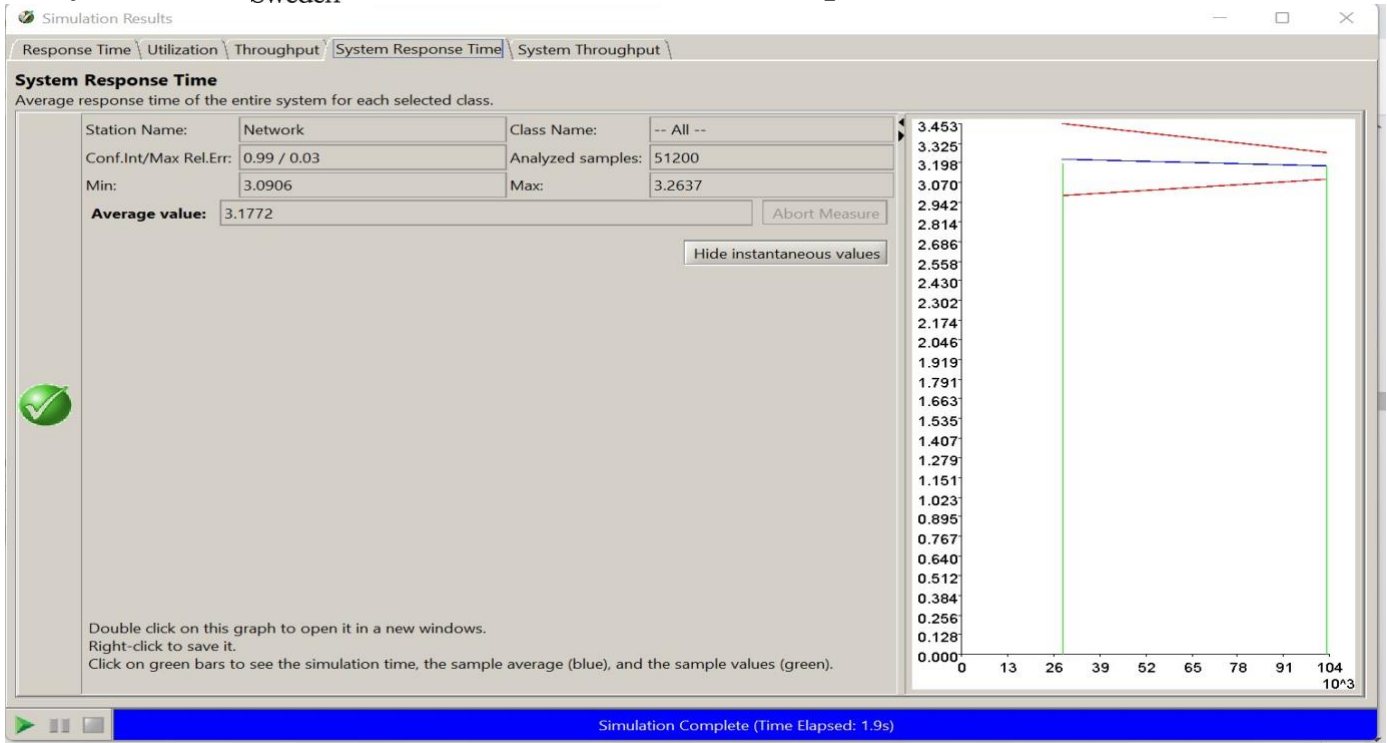 Sweden
Simulation Results
Response Time Utilization Throughput System Response Time System Throughput
System Response Time
Average response time of the entire system for each selected class.
Station Name: Network Class Name: -- All --
Conf.Int/Max Rel.Err: 0.99 / 0.03 Analyzed samples: 51200
Min: 3.0906 Max: 3.2637
Average value: 3.1772 Abort Measure
Hide instantaneous values
Double click on this graph to open it in a new windows.
Right-click to save it.
Click on green bars to see the simulation time, the sample average (blue), and the sample values (green).
3.453
3.325
3.198
3.070
2.942
2.814
2.686
2.558
2.430
2.302
2.174
2.046
1.919
1.791
1.663
1.535
1.407
1.279
1.151
1.023
0.895
0.767
0.640
0.512
0.384
0.256
0.128
0.000
0 13 26 39 52 65 78 91 104
10^3
Simulation Complete (Time Elapsed: 1.9s)